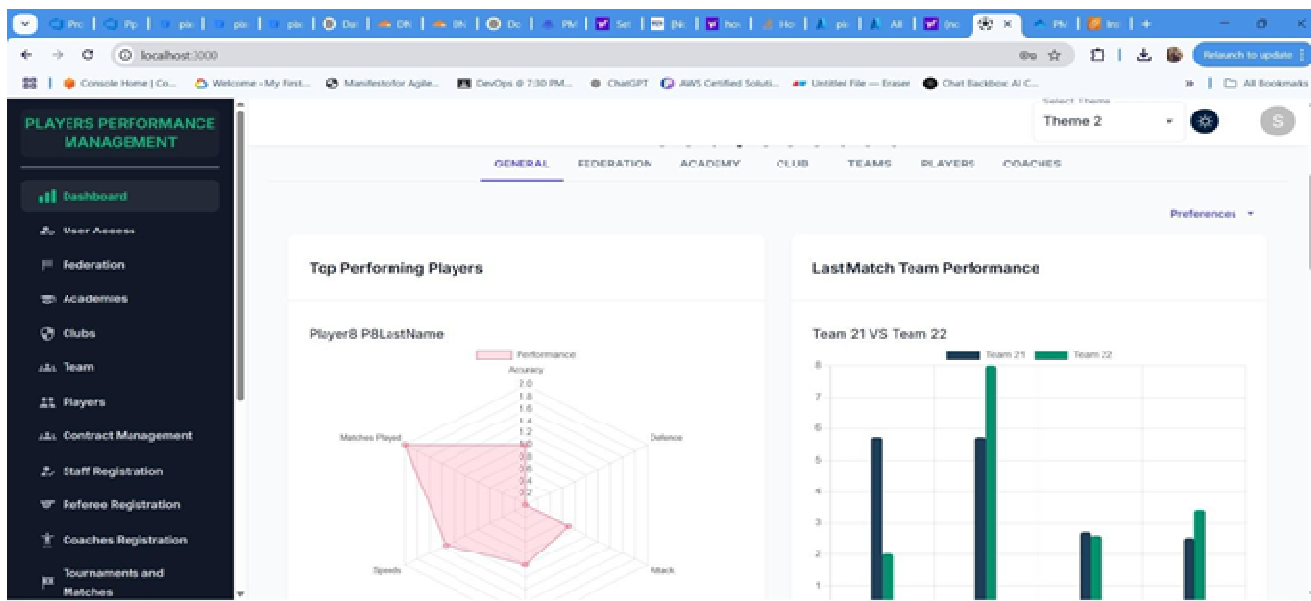 localhost:3000
Relaunch to update
Console Home | Co...
Welcome - My First...
Manifesto for Agile...
DevOps @ 7:30 PM...
ChatGPT
AWS Certified Soluti...
Untitled File — Eraser
Chat Backbox: AI C...
All Bookmarks
PLAYERS PERFORMANCE
MANAGEMENT
Select Theme
Theme 2
S
GENERAL
FEDERATION
ACADEMY
CLUB
TEAMS
PLAYERS
COACHES
Preferences
Dashboard
User Access
Federation
Academies
Clubs
Team
Players
Contract Management
Staff Registration
Referee Registration
Coaches Registration
Tournaments and
Matches
Top Performing Players
Player8 P8LastName
Performance
Accuracy
2.0
1.8
1.6
1.4
1.2
1.0
0.8
0.6
0.4
0.2
Matches Played
Defence
Speeds
Attack
Last Match Team Performance
Team 21 VS Team 22
Team 21
Team 22
8
7
6
5
4
3
2
1